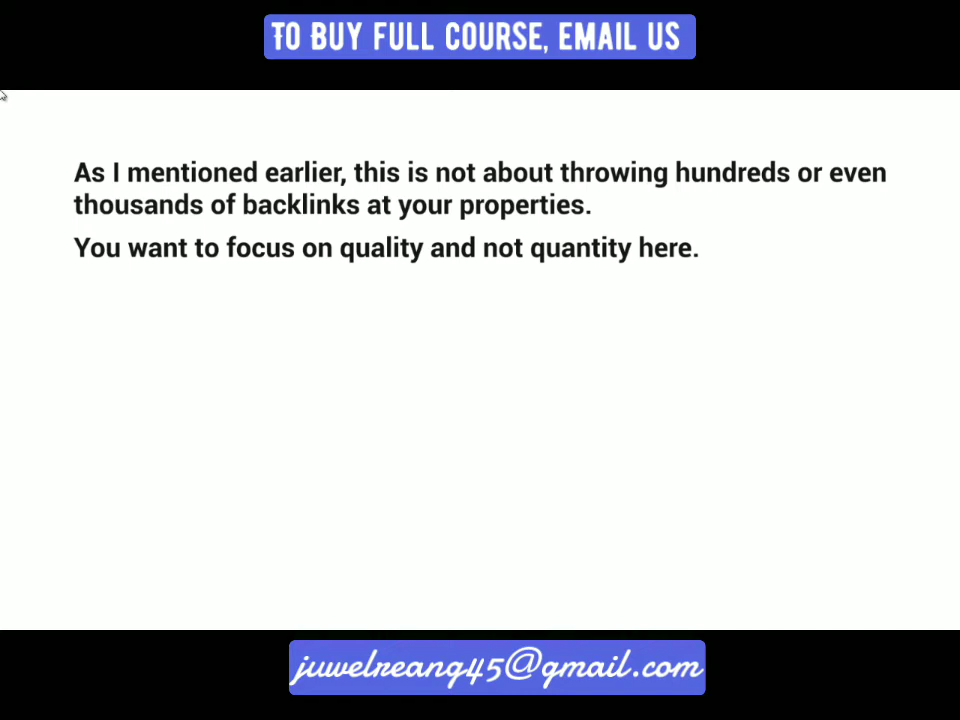 TO BUY FULL COURSE, EMAIL US
As I mentioned earlier, this is not about throwing hundreds or even
thousands of backlinks at your properties.
You want to focus on quality and not quantity here.
juwelreang45@gmail.com